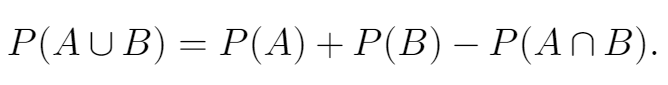 P(A ∪ B) = P(A) + P(B) − P(A ∩ B).